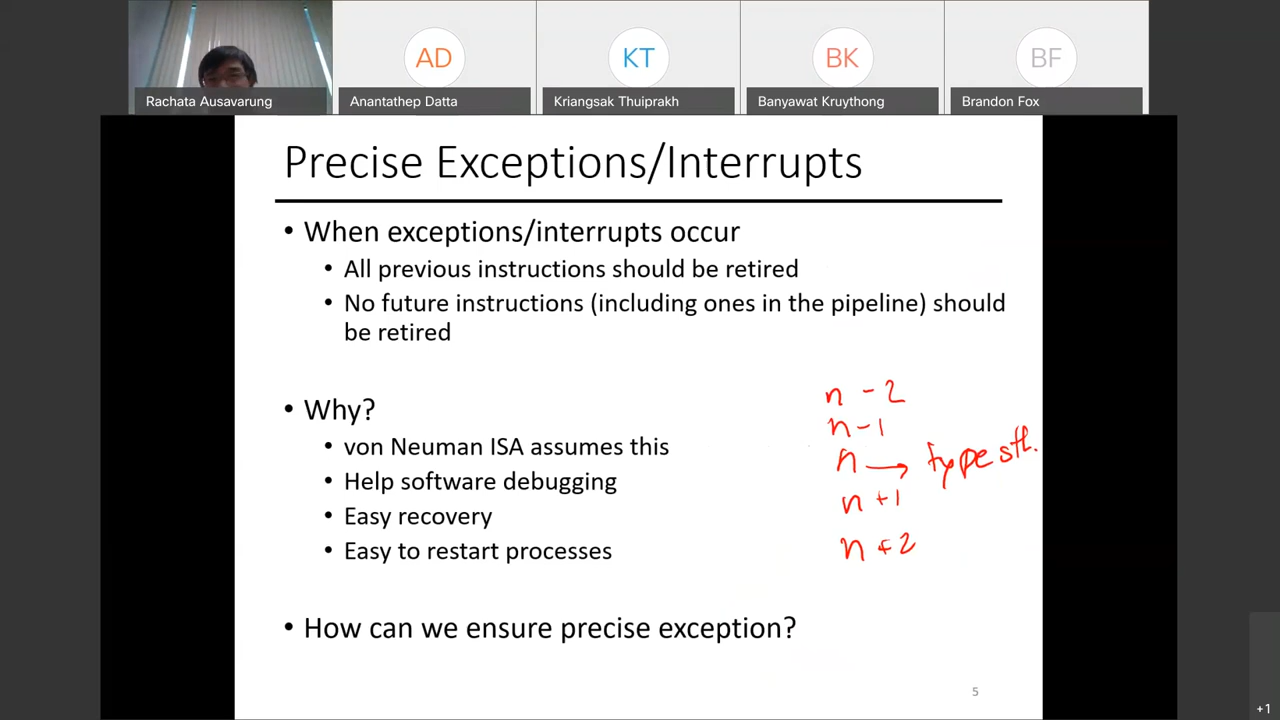 AD
KT
BK
BF
Rachata Ausavarung
Anantathep Datta
Kriangsak Thuiprakh
Banyawat Kruythong
Brandon Fox
Precise Exceptions/Interrupts
• When exceptions/interrupts occur
• All previous instructions should be retired
• No future instructions (including ones in the pipeline) should
be retired
• Why?
• von Neuman ISA assumes this
• Help software debugging
• Easy recovery
• Easy to restart processes
n - 2
n - 1
n → type sth.
n + 1
n + 2
• How can we ensure precise exception?
5
+1